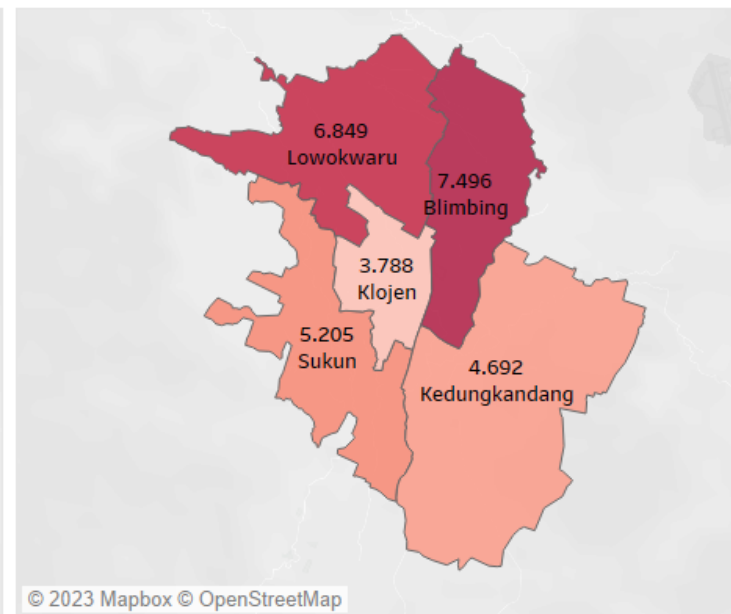 6.849
Lowokwaru
7.496
Blimbing
3.788
Klojen
5.205
Sukun
4.692
Kedungkandang
© 2023 Mapbox © OpenStreetMap